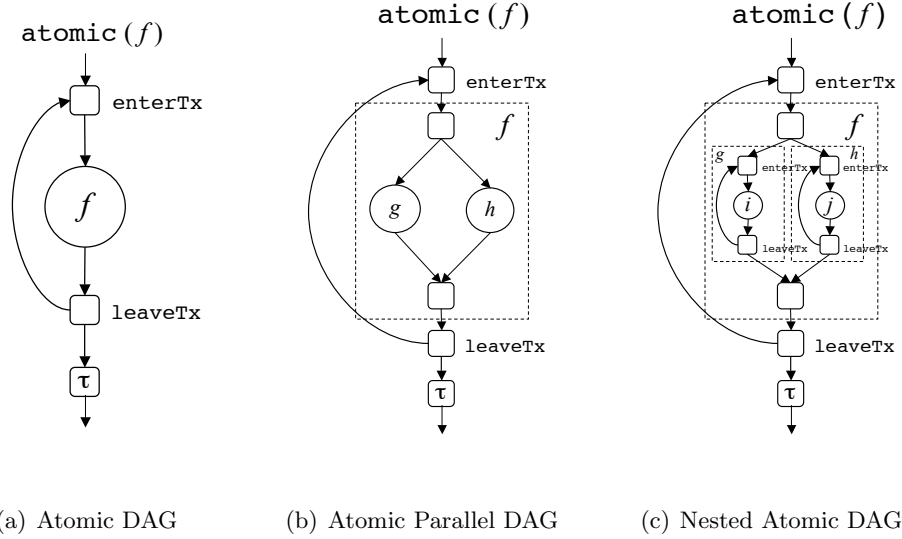 atomic(f)
enterTx
f
leaveTx
τ
(a) Atomic DAG
atomic(f)
enterTx
f
g h
leaveTx
τ
(b) Atomic Parallel DAG
atomic(f)
enterTx
f
g h
enterTx enterTx
i j
leaveTx leaveTx
leaveTx
τ
(c) Nested Atomic DAG